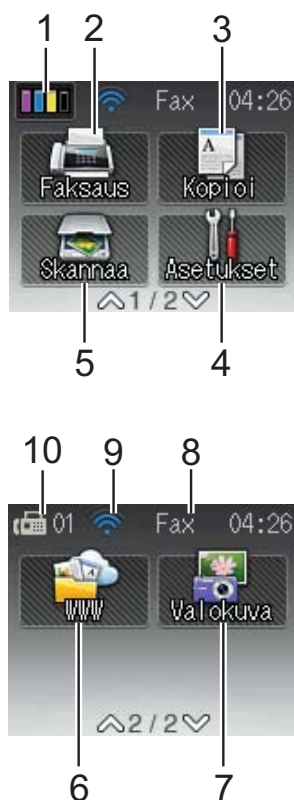 1 2 3
Fax 04:26
A
Faksaus Kopioi
Skannaa Asetukset
1/2
5 4
10 9 8
01 Fax 04:26
A
WWW Valokuva
2/2
6 7